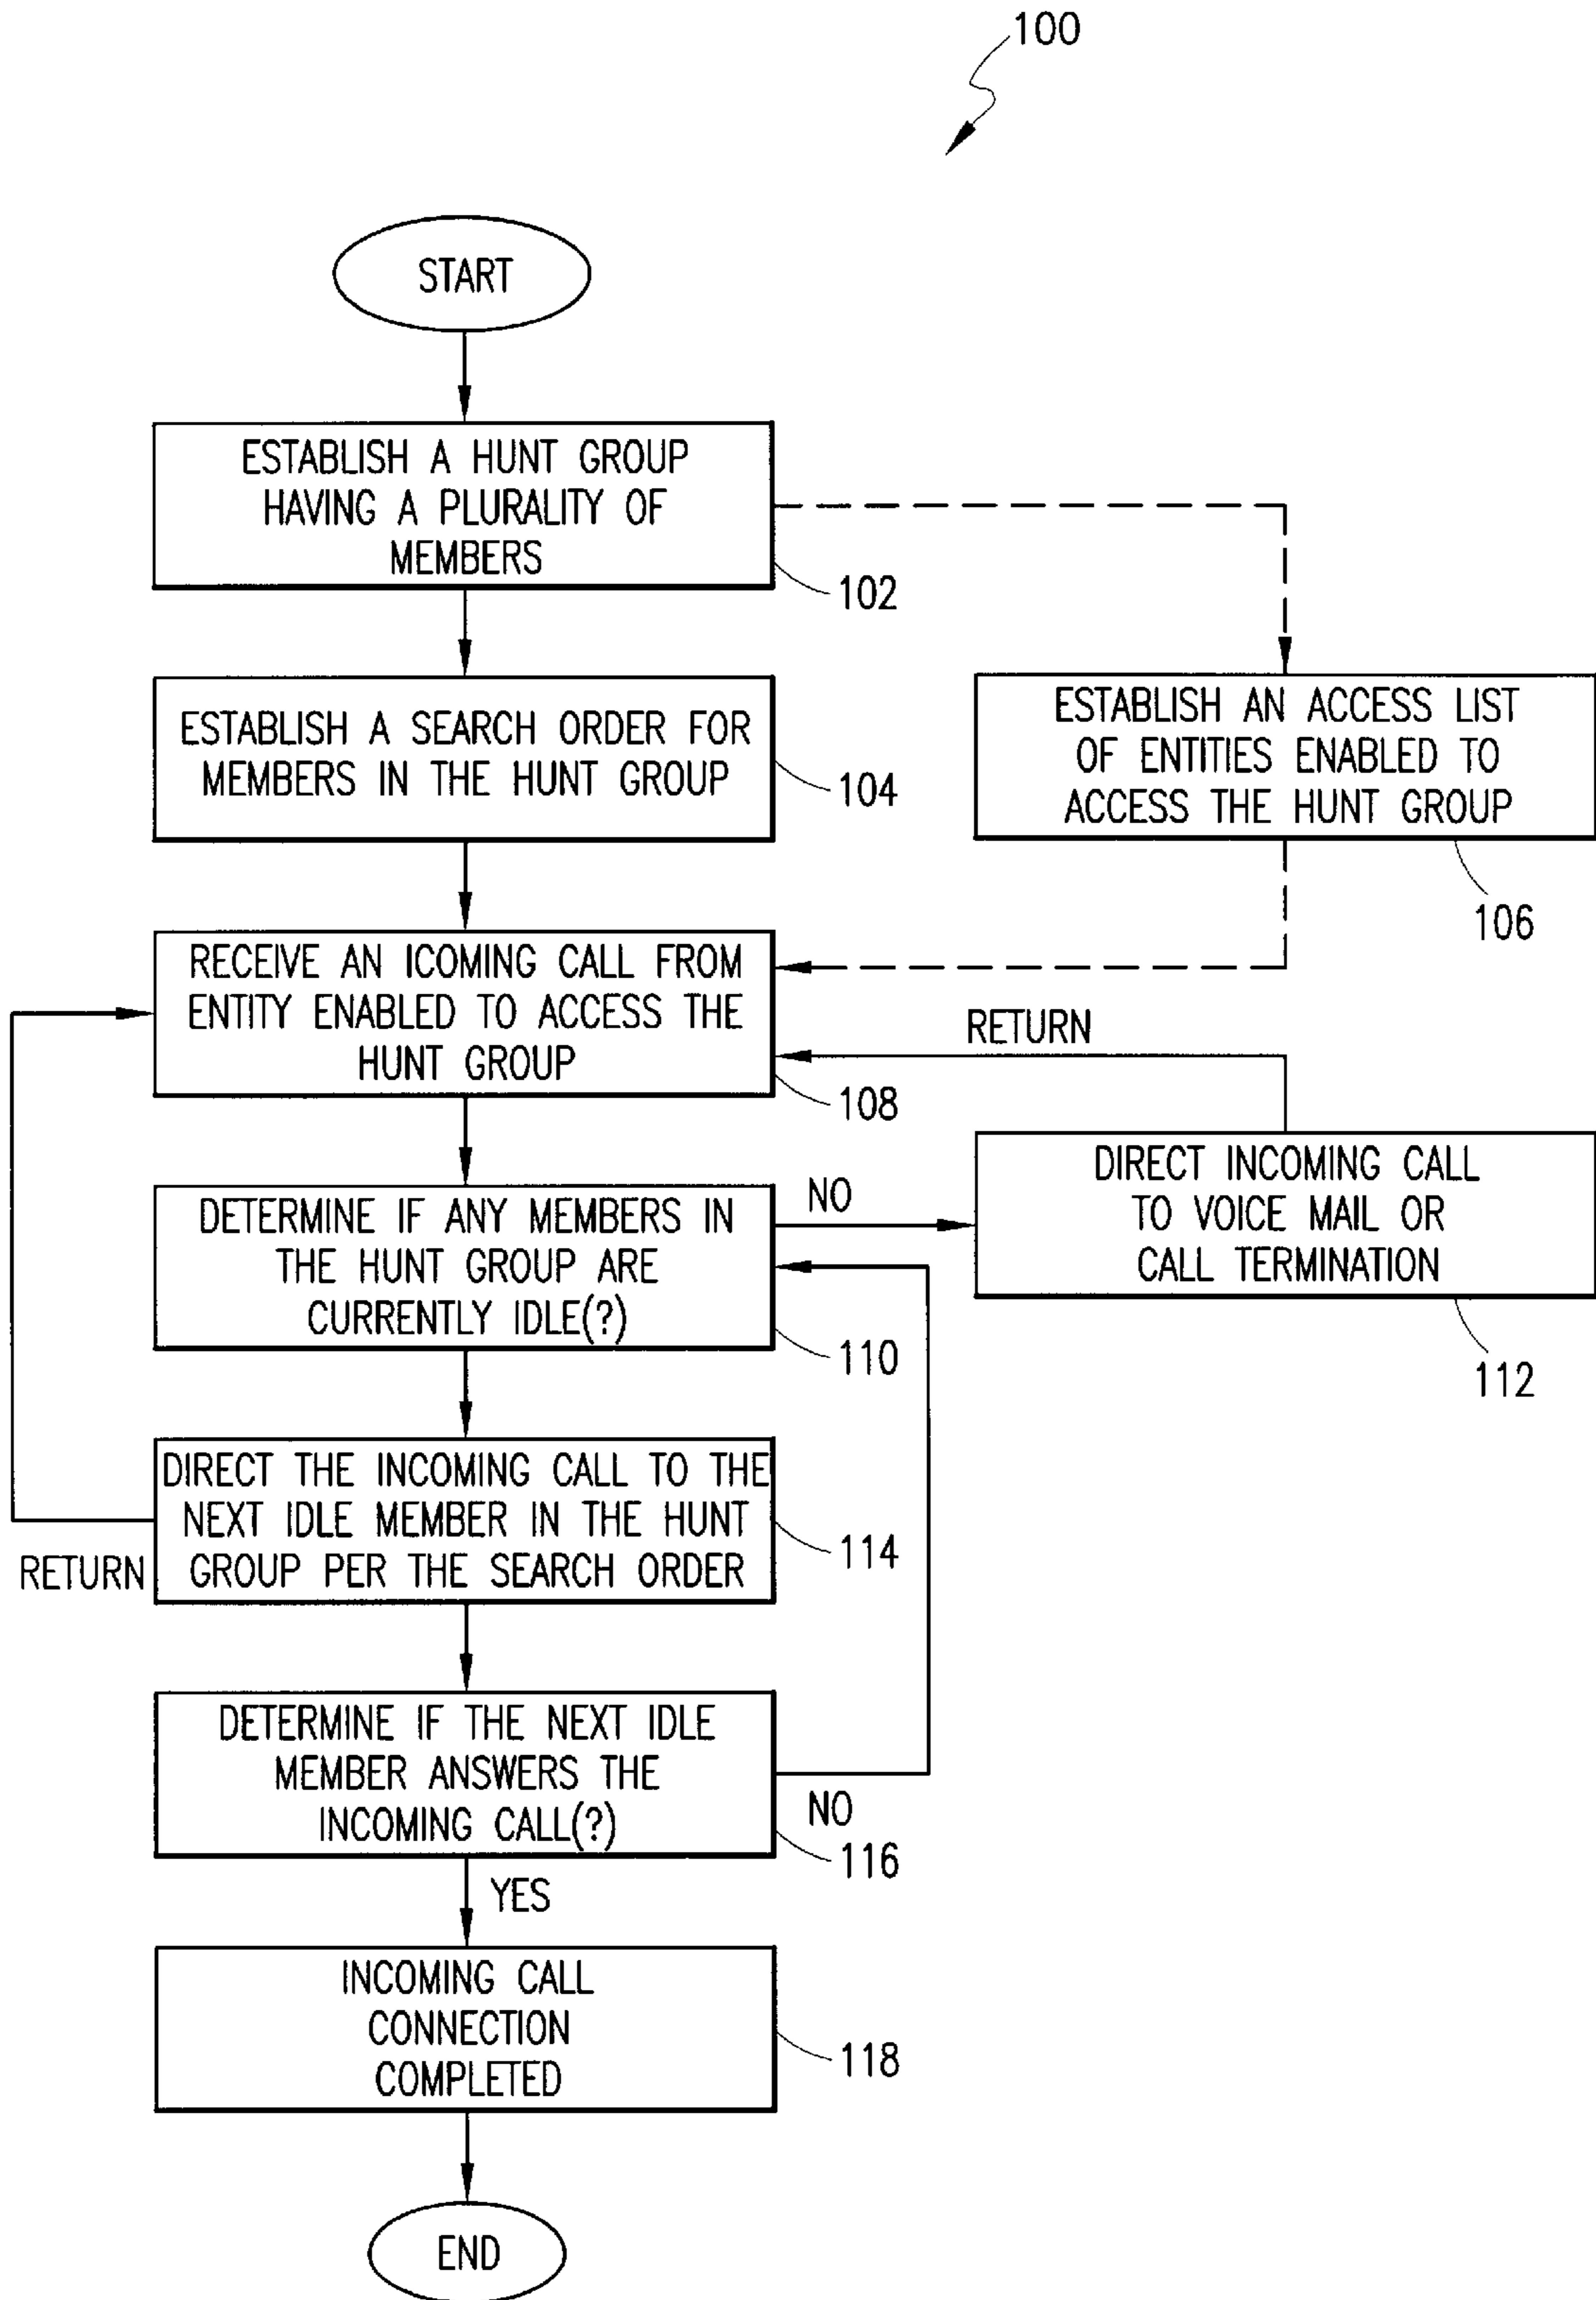 100
START
ESTABLISH A HUNT GROUP
HAVING A PLURALITY OF
MEMBERS
102
ESTABLISH A SEARCH ORDER FOR
MEMBERS IN THE HUNT GROUP
104
ESTABLISH AN ACCESS LIST
OF ENTITIES ENABLED TO
ACCESS THE HUNT GROUP
106
RECEIVE AN ICOMING CALL FROM
ENTITY ENABLED TO ACCESS THE
HUNT GROUP
108
RETURN
DETERMINE IF ANY MEMBERS IN
THE HUNT GROUP ARE
CURRENTLY IDLE(?)
110
NO
DIRECT INCOMING CALL
TO VOICE MAIL OR
CALL TERMINATION
112
DIRECT THE INCOMING CALL TO THE
NEXT IDLE MEMBER IN THE HUNT
GROUP PER THE SEARCH ORDER
114
RETURN
DETERMINE IF THE NEXT IDLE
MEMBER ANSWERS THE
INCOMING CALL(?)
NO
116
YES
INCOMING CALL
CONNECTION
COMPLETED
118
END